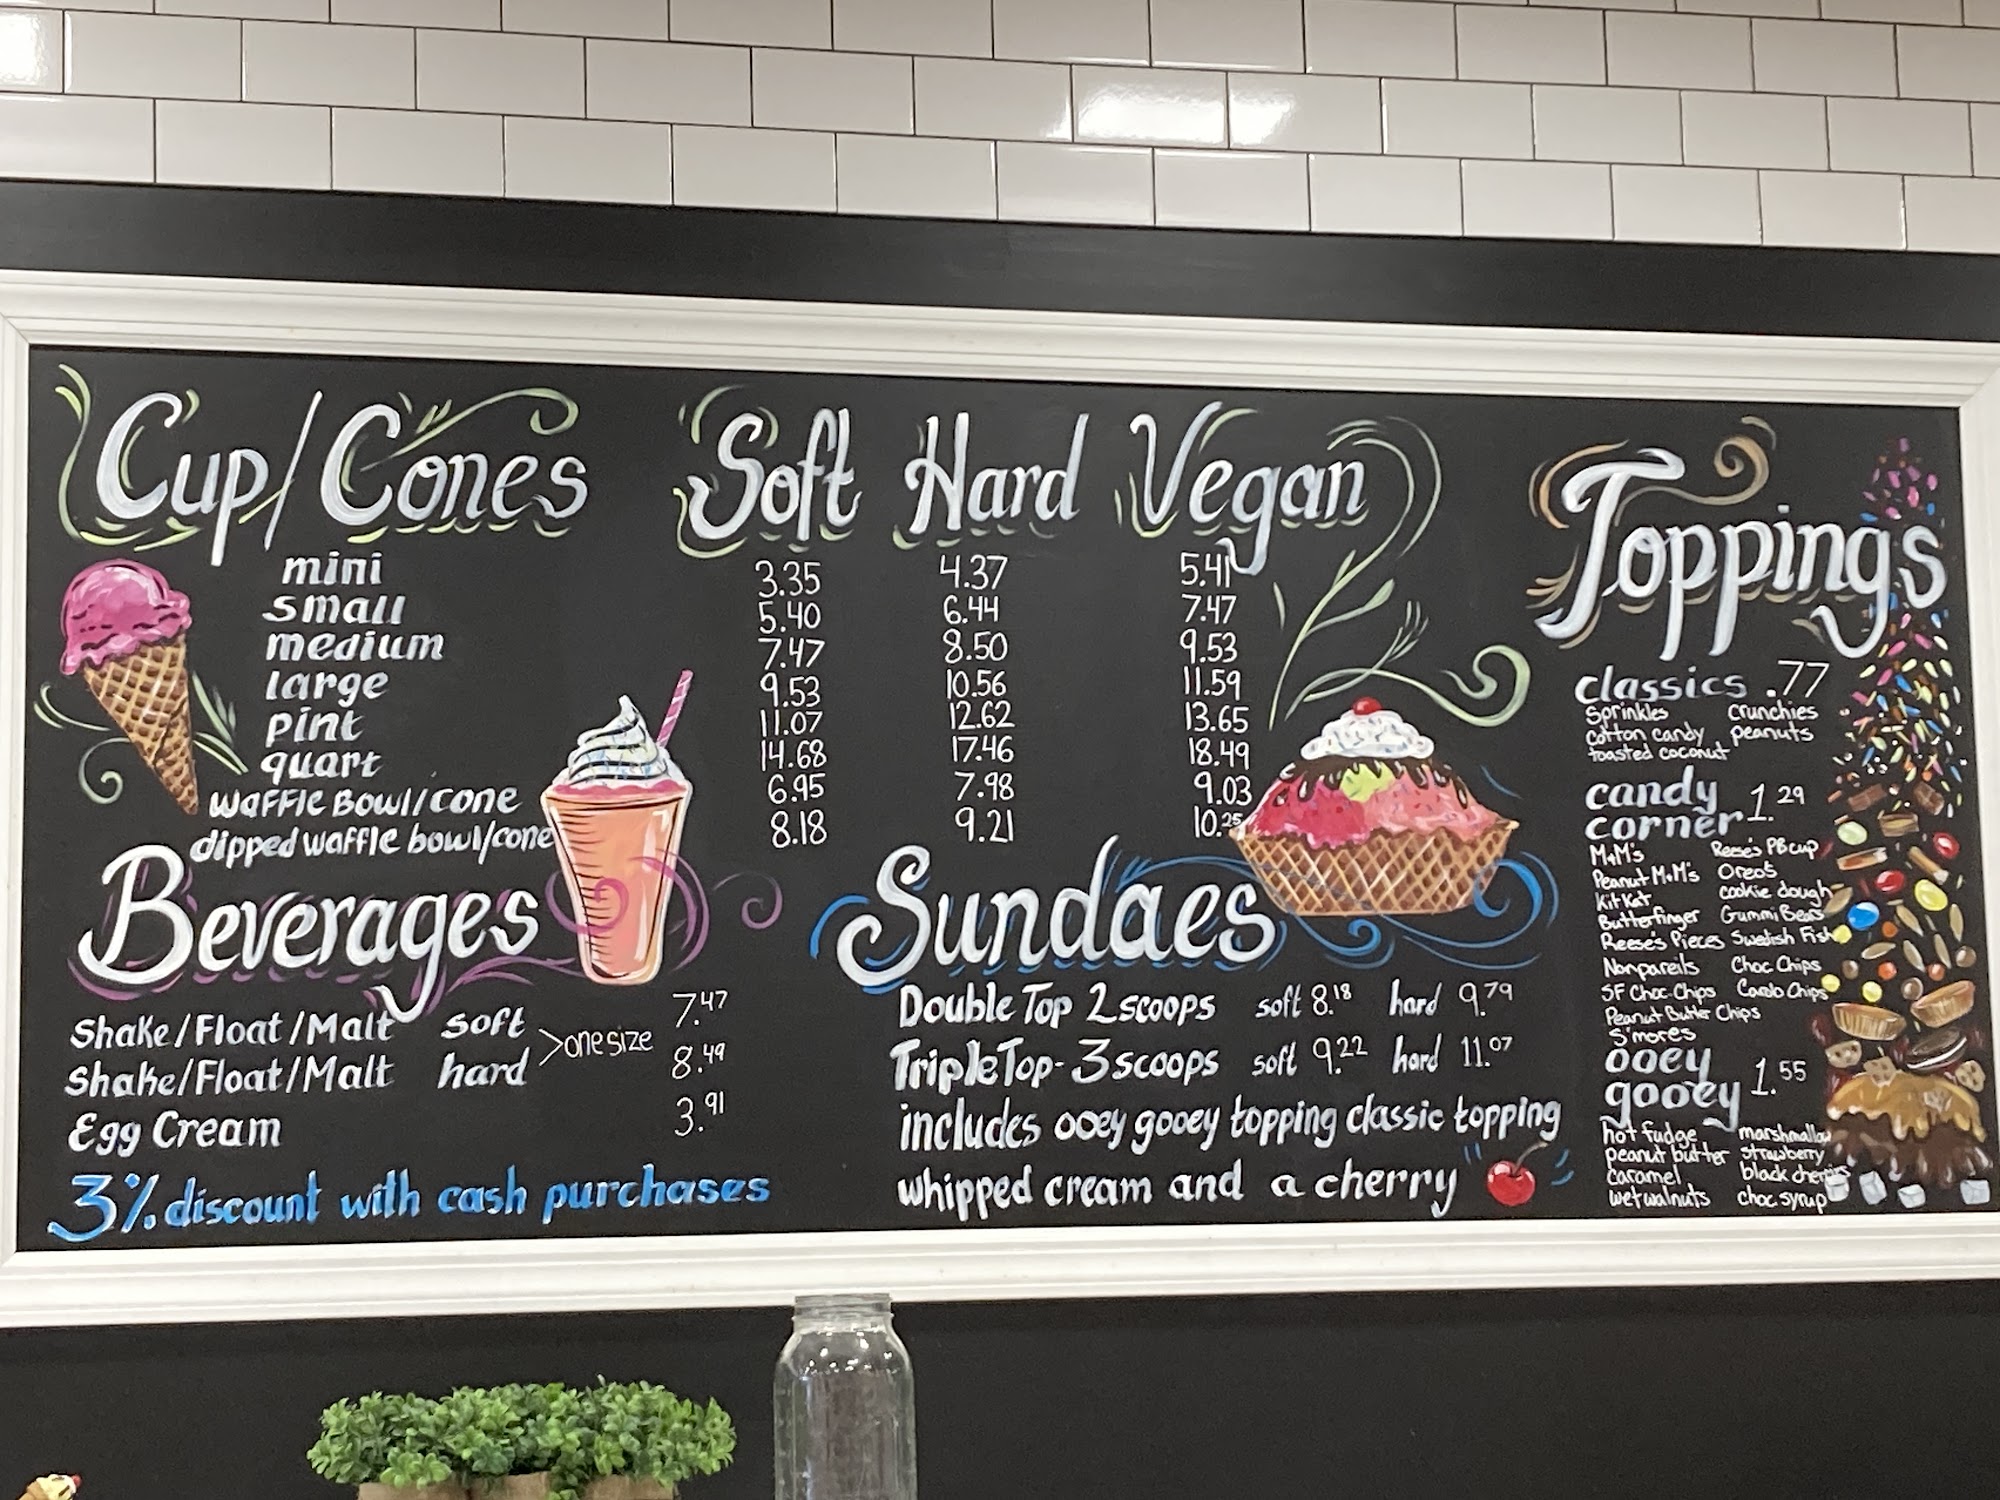 Cup/Cones Soft Hard Vegan
mini 3.35 4.37 5.41
small 5.40 6.44 7.47
medium 7.47 8.50 9.53
large 9.53 10.56 11.59
pint 11.07 12.62 13.65
quart 14.68 17.46 18.49
waffle Bowl/cone 6.95 7.98 9.03
dipped waffle bowl/cone 8.18 9.21 10.25
Beverages
Shake/Float/Malt soft >one size 7.47
Shake/Float/Malt hard 8.49
Egg Cream 3.91
3% discount with cash purchases
Sundaes
Double Top 2 scoops soft 8.18 hard 9.79
Triple Top- 3 scoops soft 9.22 hard 11.07
includes ooey gooey topping classic topping
whipped cream and a cherry
Toppings
classics .77
Sprinkles crunchies
cotton candy peanuts
toasted coconut
candy
corner 1.29
M+M's Reese's PB cup
Peanut M+M's Oreos
KitKat cookie dough
Butterfinger Gummi Bears
Reese's Pieces Swedish Fish
Nonpareils Choc Chips
SF Choc Chips Carob Chips
Peanut Butter Chips
S'mores
ooey
gooey 1.55
hot fudge marshmallow
peanut butter strawberry
caramel black cherries
wet walnuts choc syrup